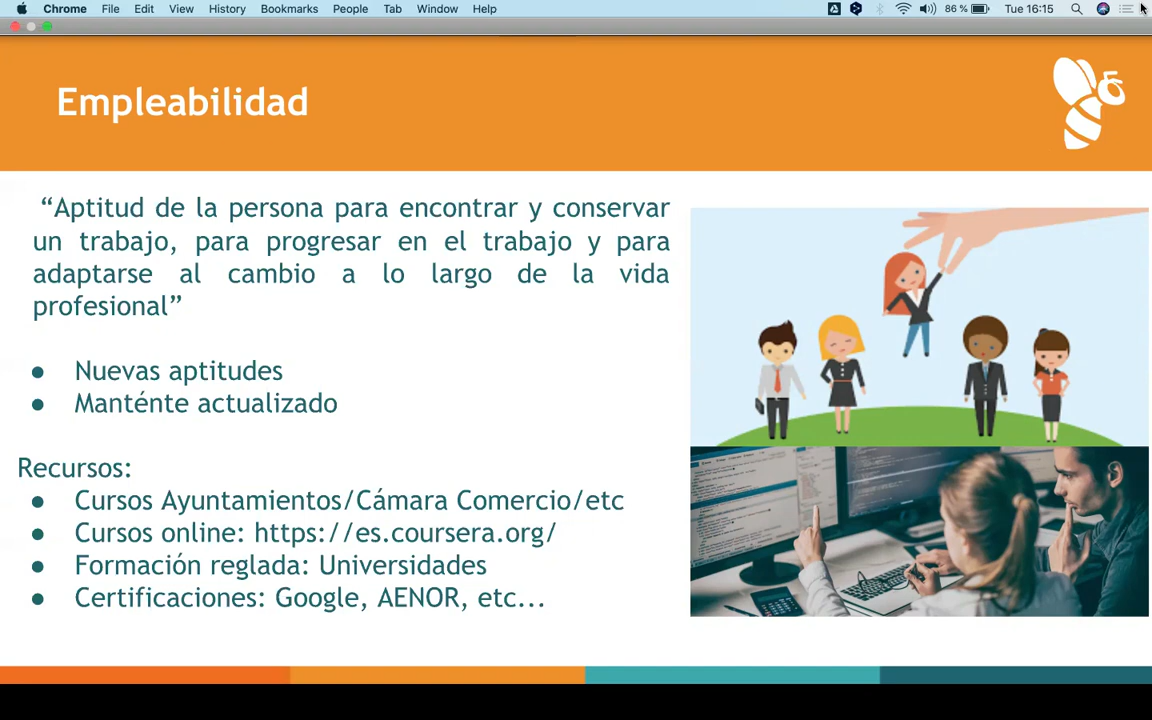 Chrome File Edit View History Bookmarks People Tab Window Help 86 % Tue 16:15
Empleabilidad
“Aptitud de la persona para encontrar y conservar
un trabajo, para progresar en el trabajo y para
adaptarse al cambio a lo largo de la vida
profesional”
● Nuevas aptitudes
● Manténte actualizado
Recursos:
● Cursos Ayuntamientos/Cámara Comercio/etc
● Cursos online: https://es.coursera.org/
● Formación reglada: Universidades
● Certificaciones: Google, AENOR, etc...